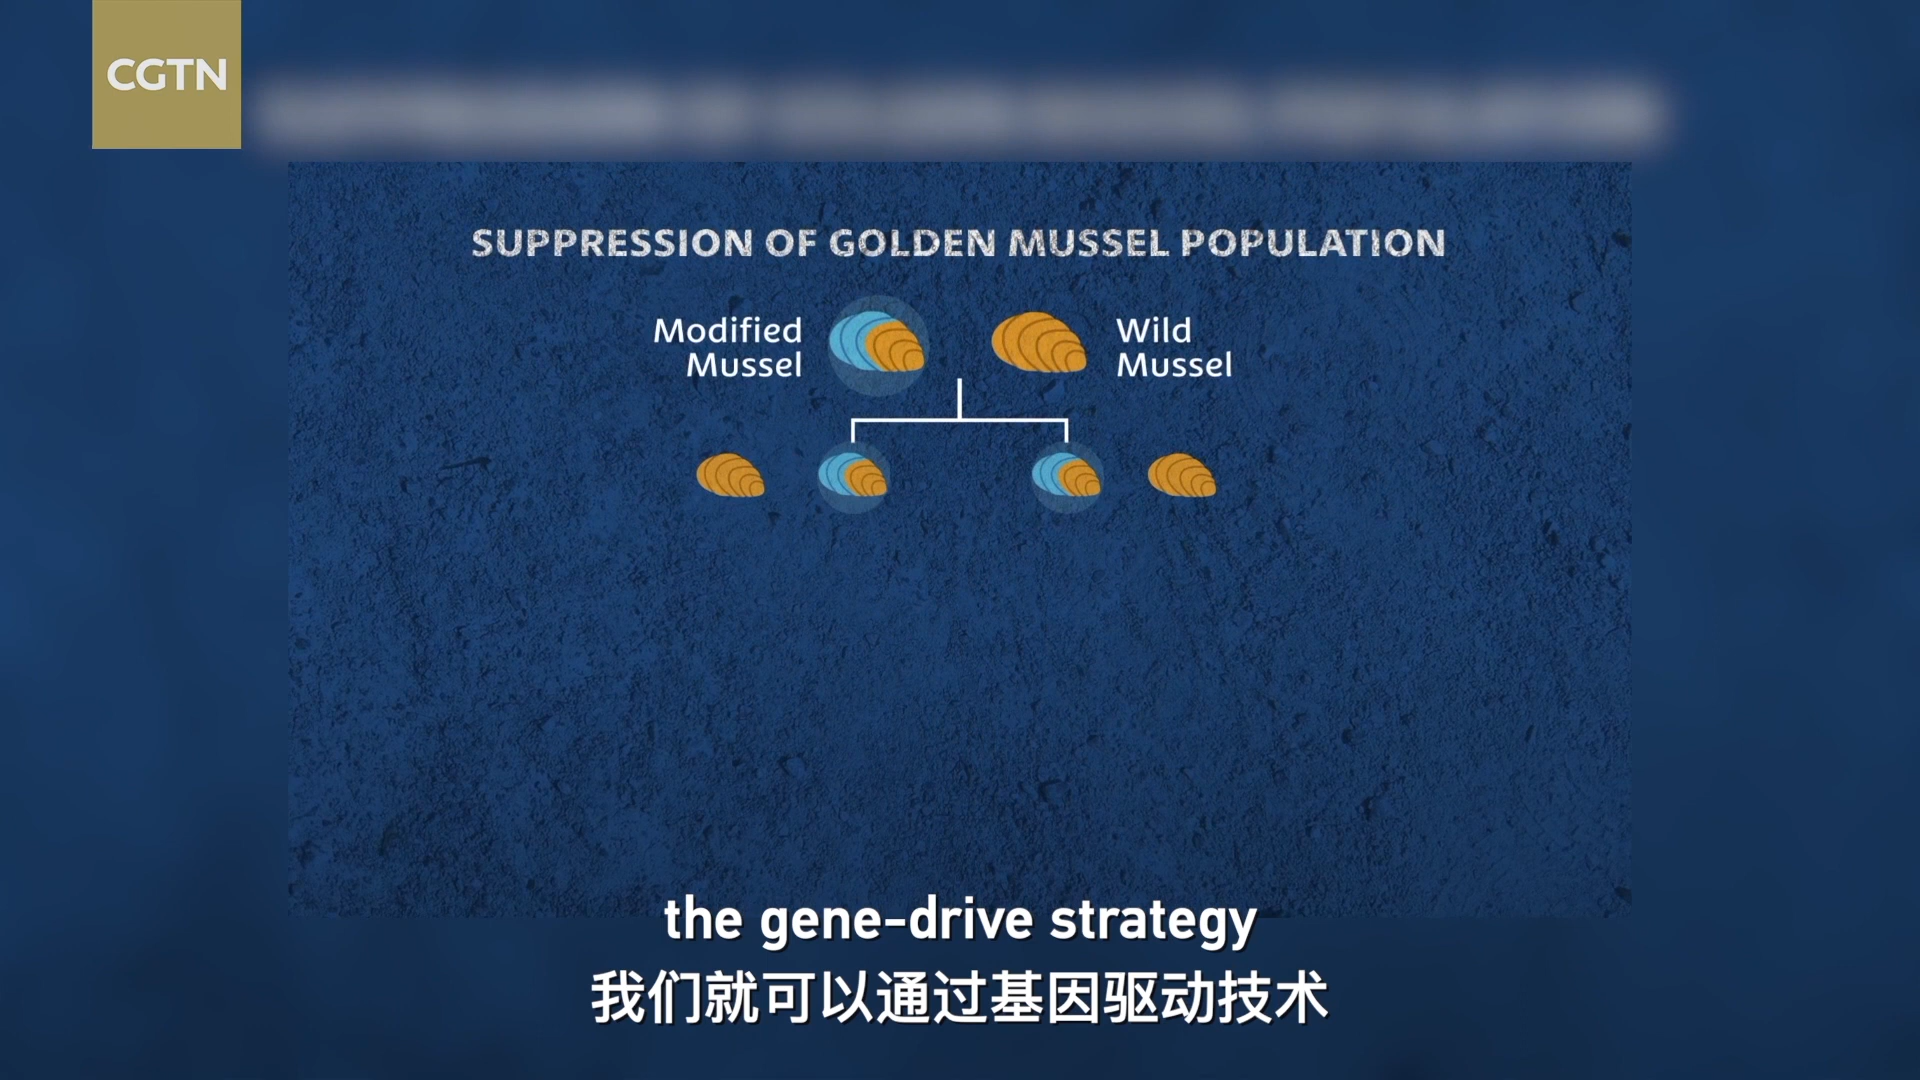 CGTN
SUPPRESSION OF GOLDEN MUSSEL POPULATION
Modified
Mussel
Wild
Mussel
the gene-drive strategy
我们就可以通过基因驱动技术